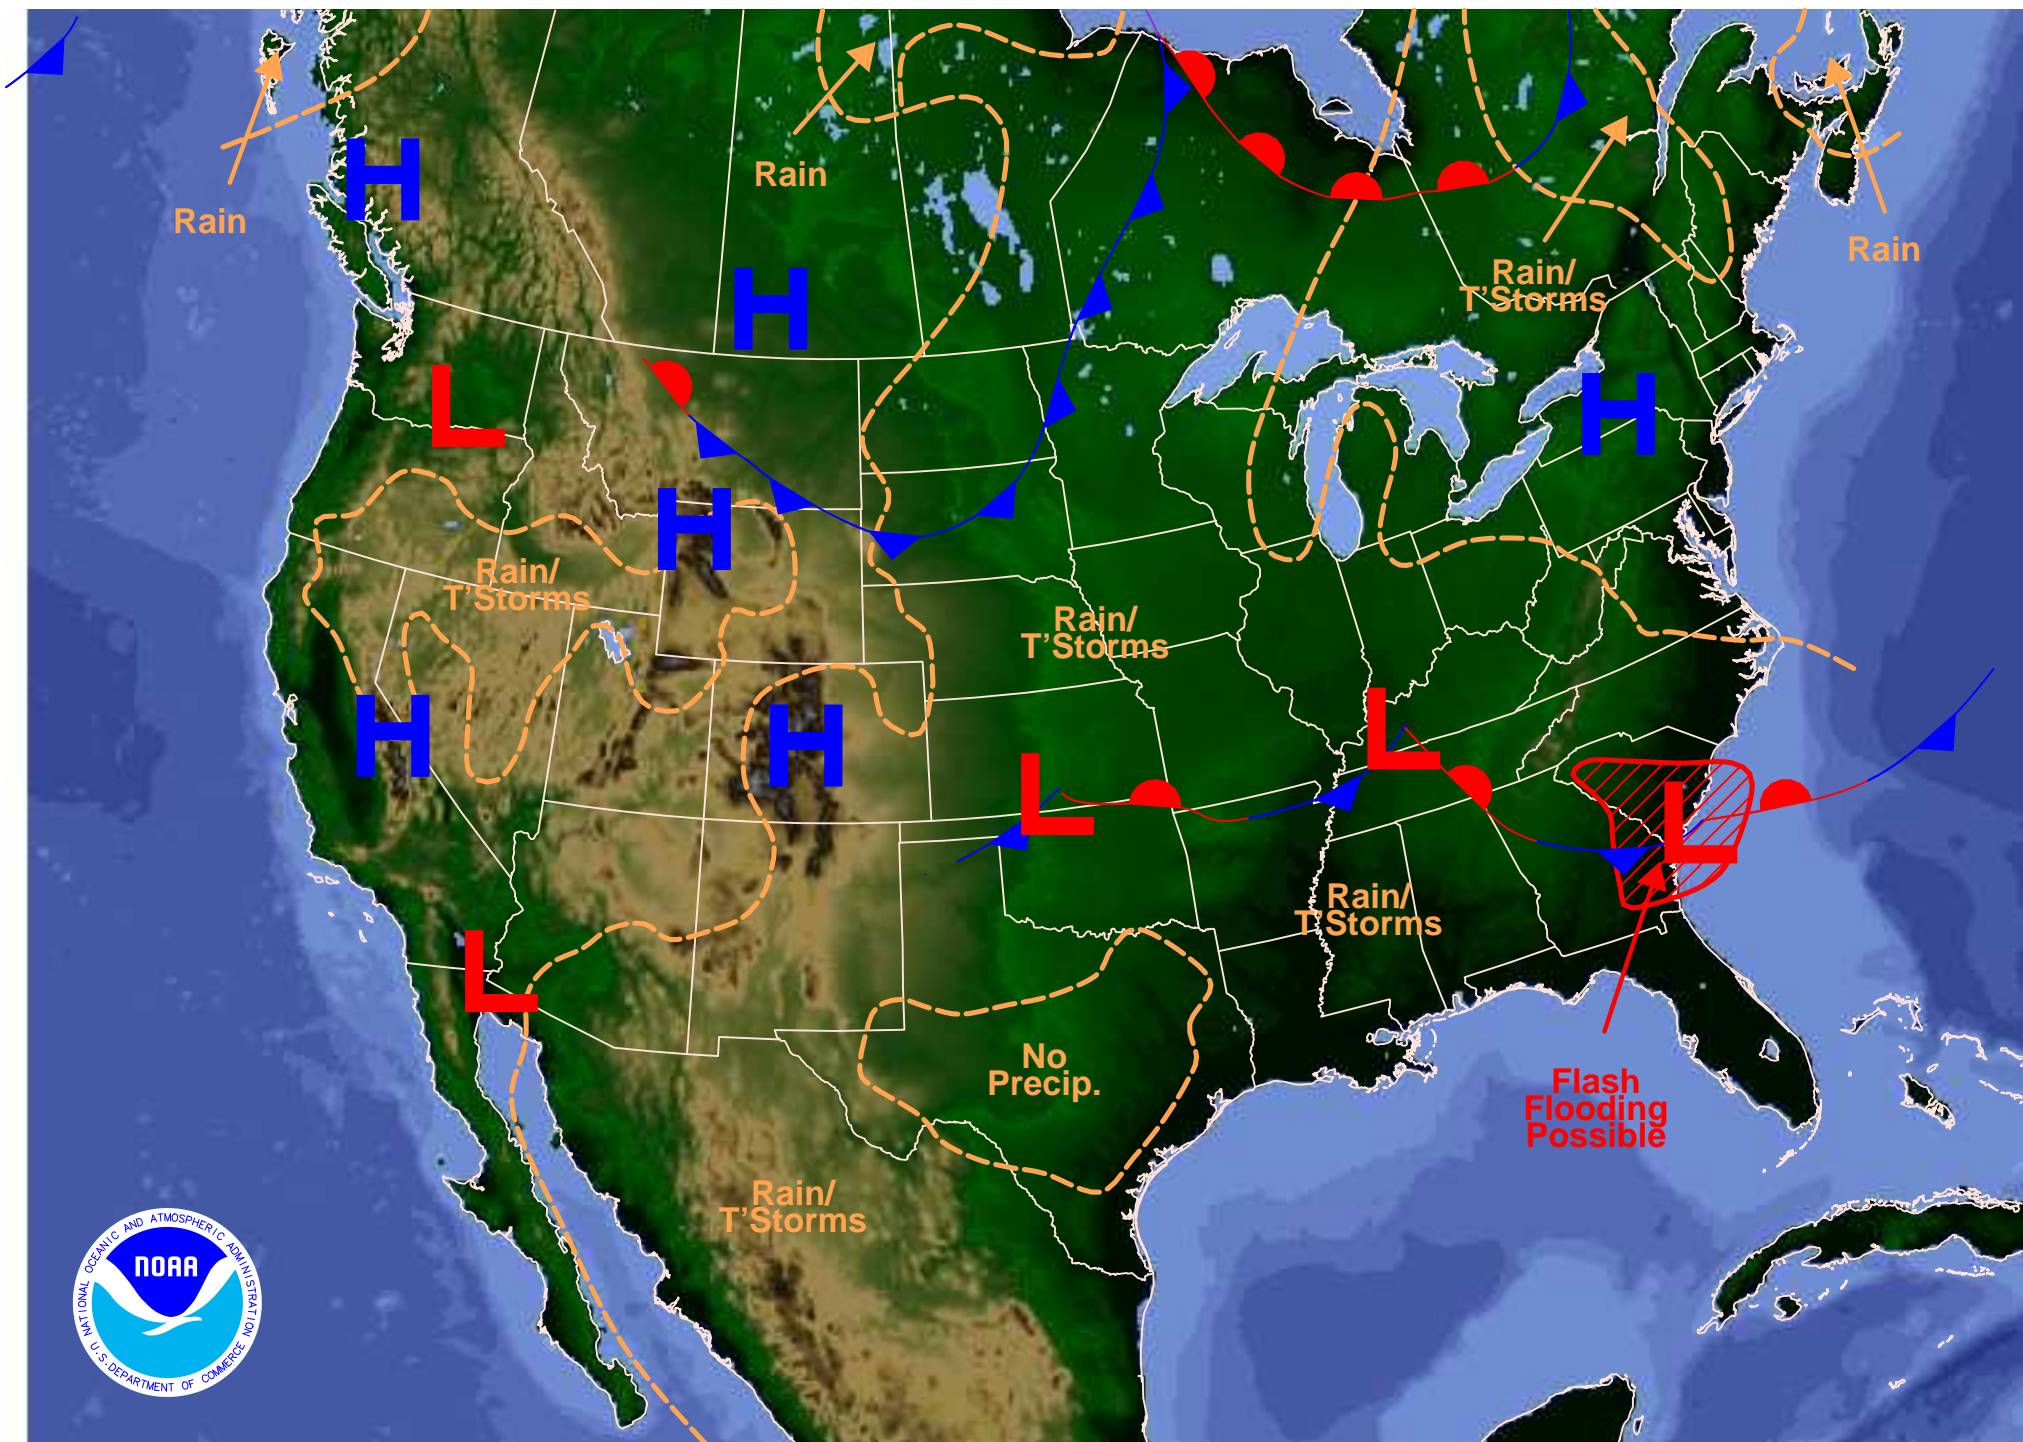 H
Rain
Rain
H
Rain/
T'Storms
Rain
H
L
H
H
Rain/
T'Storms
Rain/
T'Storms
H
H
L
L
L
Rain/
T'Storms
L
No
Precip.
Flash
Flooding
Possible
Rain/
T'Storms
NATIONAL OCEANIC AND ATMOSPHERIC ADMINISTRATION
NOAA
U.S. DEPARTMENT OF COMMERCE